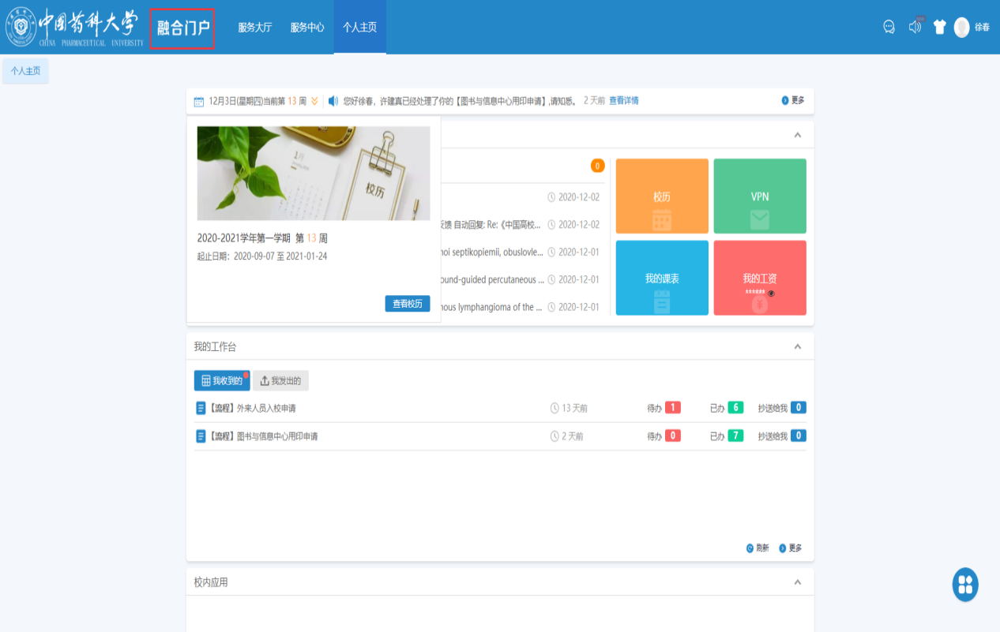 中国药科大学
CHINA PHARMACEUTICAL UNIVERSITY
融合门户
服务大厅
服务中心
个人主页
徐春
个人主页
12月3日(星期四)当前第 13 周
您好徐春，许建真已经处理了你的【图书与信息中心用印申请】,请知悉。 2 天前 查看详情
更多
1月
校历
2020-2021学年第一学期 第 13 周
起止日期：2020-09-07 至 2021-01-24
查看校历
0
2020-12-02
反馈 自动回复: Re:《中国高校... 2020-12-02
noi septikopiemii, obuslovle... 2020-12-01
ound-guided percutaneous ... 2020-12-01
nous lymphangioma of the ... 2020-12-01
校历
VPN
我的课表
我的工资
******
我的工作台
我收到的
我发出的
【流程】外来人员入校申请 13 天前 待办 1 已办 6 抄送给我 0
【流程】图书与信息中心用印申请 2 天前 待办 0 已办 7 抄送给我 0
刷新
更多
校内应用